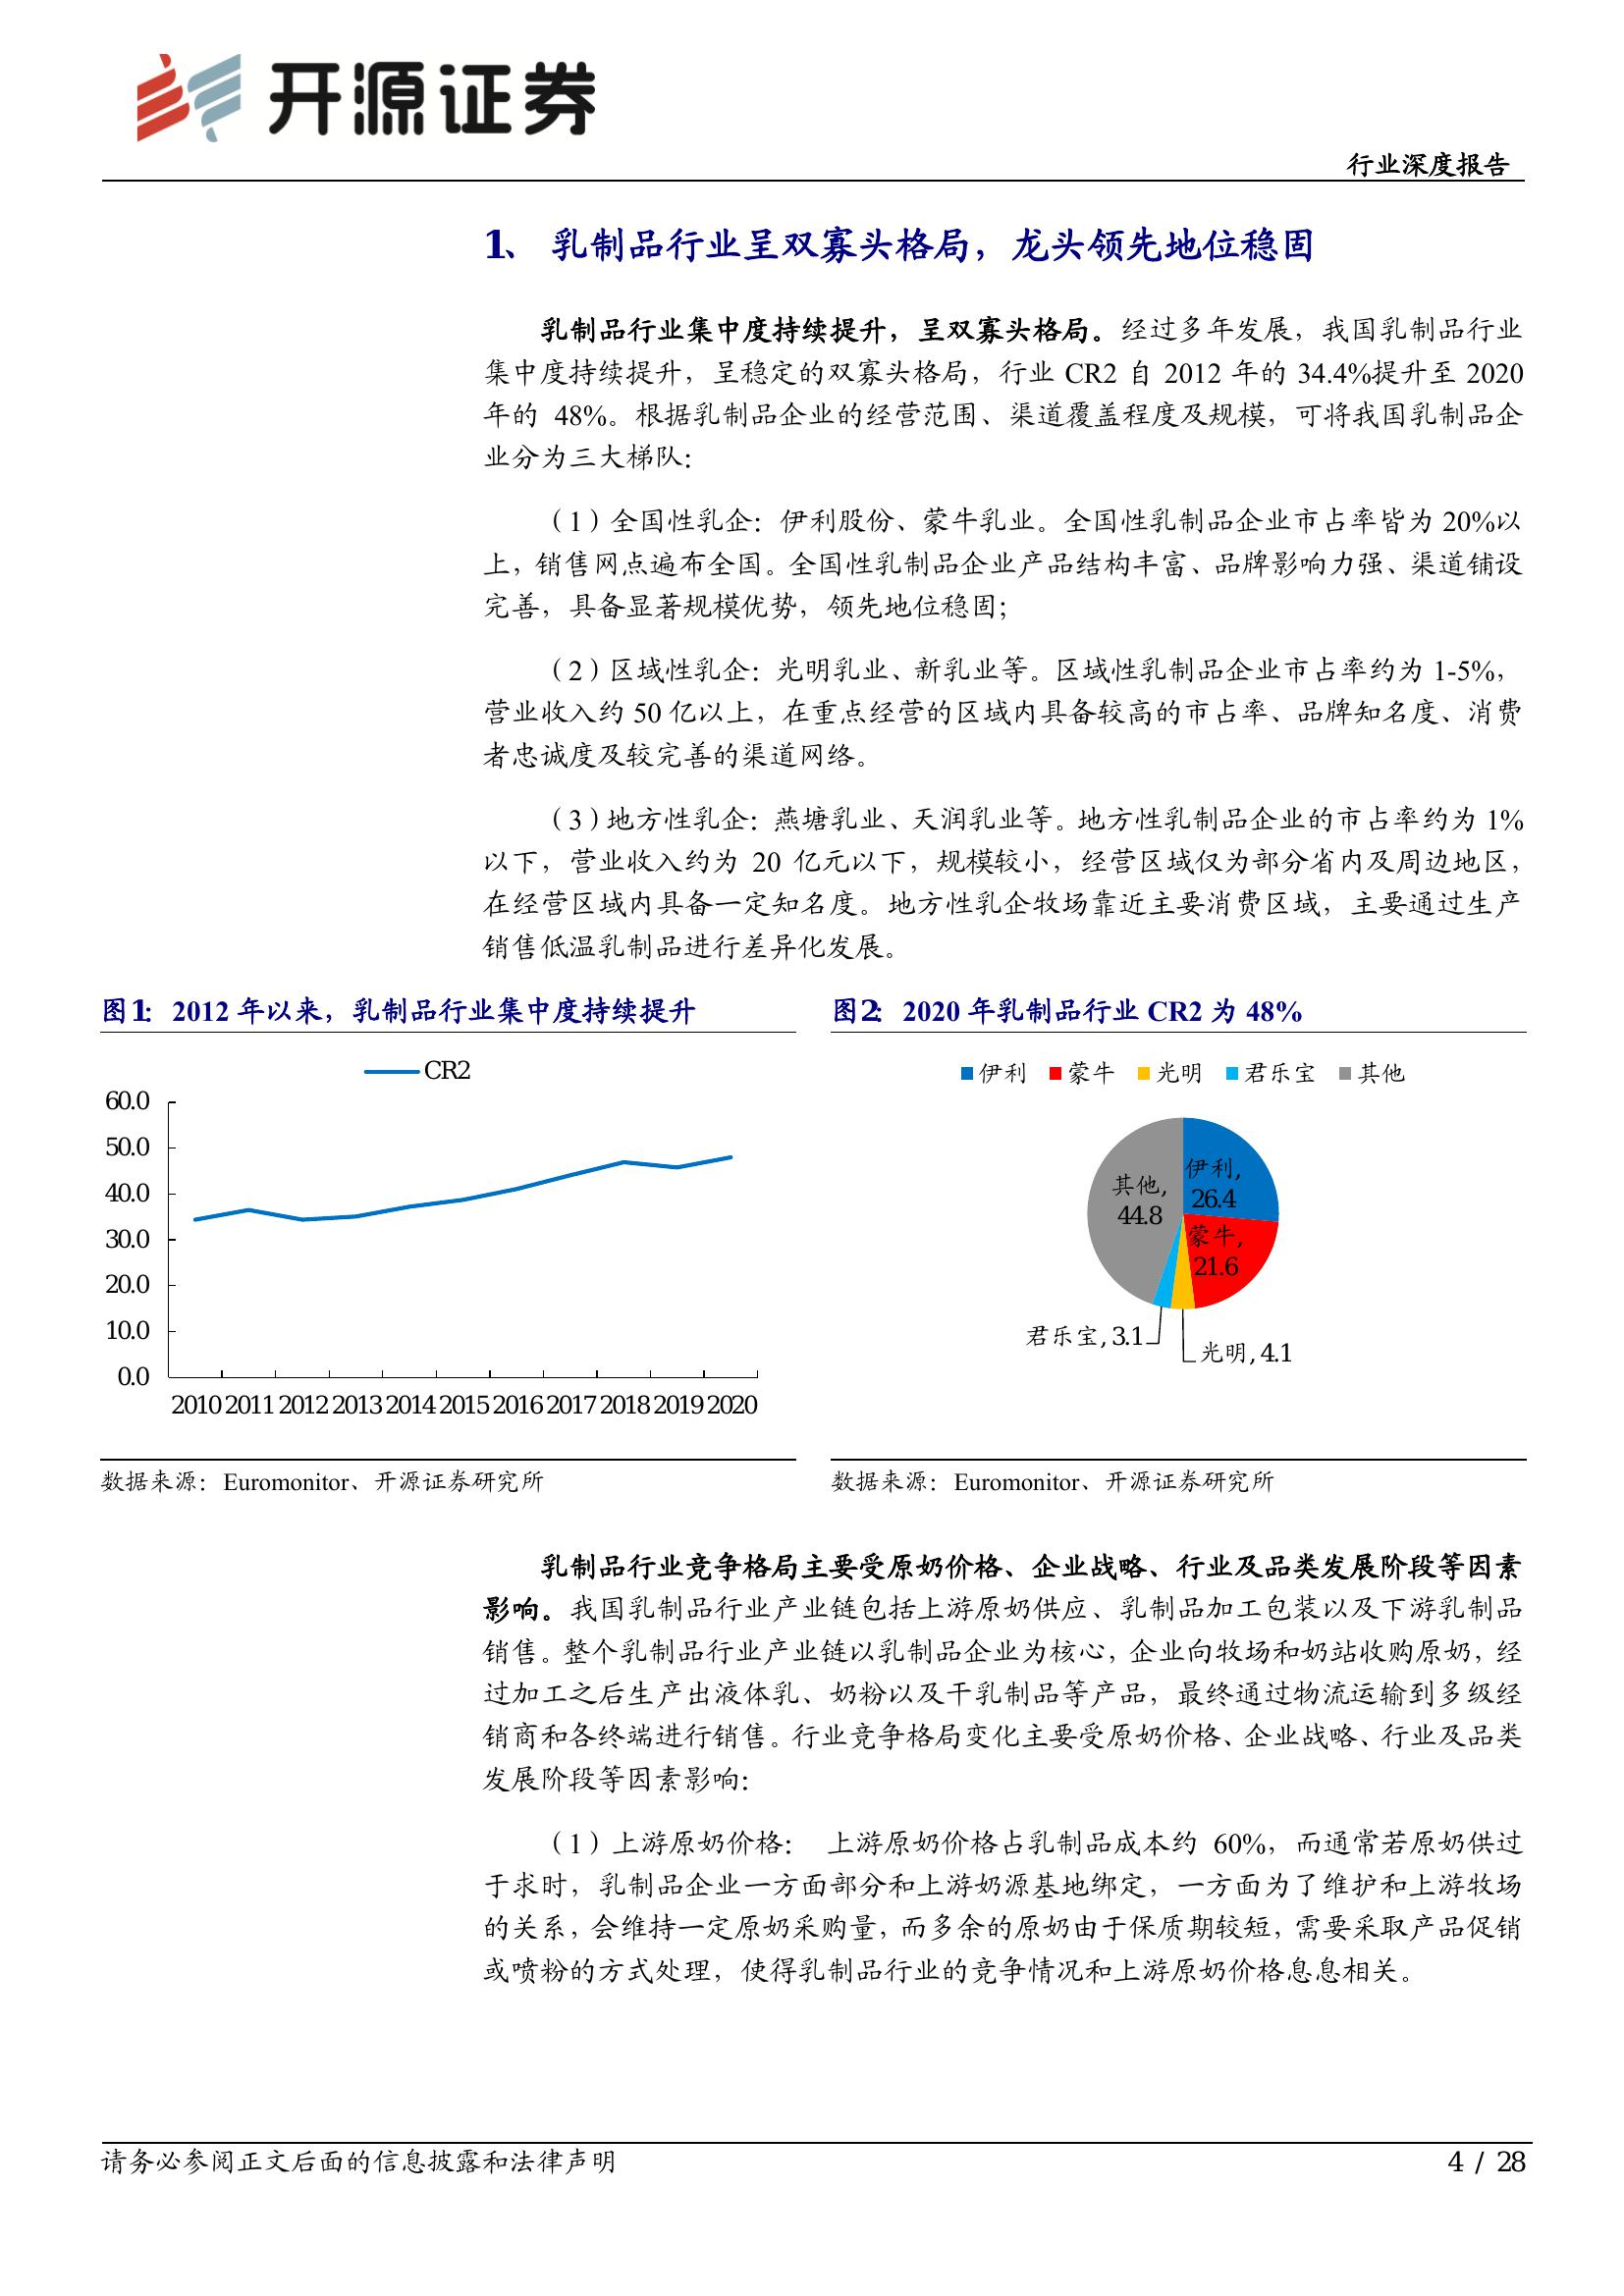 开源证券
行业深度报告
1、 乳制品行业呈双寡头格局，龙头领先地位稳固
乳制品行业集中度持续提升，呈双寡头格局。经过多年发展，我国乳制品行业
集中度持续提升，呈稳定的双寡头格局，行业 CR2 自 2012 年的 34.4%提升至 2020
年的 48%。根据乳制品企业的经营范围、渠道覆盖程度及规模，可将我国乳制品企
业分为三大梯队：
（1）全国性乳企：伊利股份、蒙牛乳业。全国性乳制品企业市占率皆为 20%以
上，销售网点遍布全国。全国性乳制品企业产品结构丰富、品牌影响力强、渠道铺设
完善，具备显著规模优势，领先地位稳固；
（2）区域性乳企：光明乳业、新乳业等。区域性乳制品企业市占率约为 1-5%，
营业收入约 50 亿以上，在重点经营的区域内具备较高的市占率、品牌知名度、消费
者忠诚度及较完善的渠道网络。
（3）地方性乳企：燕塘乳业、天润乳业等。地方性乳制品企业的市占率约为 1%
以下，营业收入约为 20 亿元以下，规模较小，经营区域仅为部分省内及周边地区，
在经营区域内具备一定知名度。地方性乳企牧场靠近主要消费区域，主要通过生产
销售低温乳制品进行差异化发展。
图1： 2012 年以来，乳制品行业集中度持续提升
CR2
60.0
50.0
40.0
30.0
20.0
10.0
0.0
2010 2011 2012 2013 2014 2015 2016 2017 2018 2019 2020
数据来源：Euromonitor、开源证券研究所
图2： 2020 年乳制品行业 CR2 为 48%
伊利 蒙牛 光明 君乐宝 其他
伊利,
26.4
其他,
44.8
蒙牛,
21.6
君乐宝, 3.1
光明, 4.1
数据来源：Euromonitor、开源证券研究所
乳制品行业竞争格局主要受原奶价格、企业战略、行业及品类发展阶段等因素
影响。我国乳制品行业产业链包括上游原奶供应、乳制品加工包装以及下游乳制品
销售。整个乳制品行业产业链以乳制品企业为核心，企业向牧场和奶站收购原奶，经
过加工之后生产出液体乳、奶粉以及干乳制品等产品，最终通过物流运输到多级经
销商和各终端进行销售。行业竞争格局变化主要受原奶价格、企业战略、行业及品类
发展阶段等因素影响：
（1）上游原奶价格： 上游原奶价格占乳制品成本约 60%，而通常若原奶供过
于求时，乳制品企业一方面部分和上游奶源基地绑定，一方面为了维护和上游牧场
的关系，会维持一定原奶采购量，而多余的原奶由于保质期较短，需要采取产品促销
或喷粉的方式处理，使得乳制品行业的竞争情况和上游原奶价格息息相关。
请务必参阅正文后面的信息披露和法律声明
4 / 28